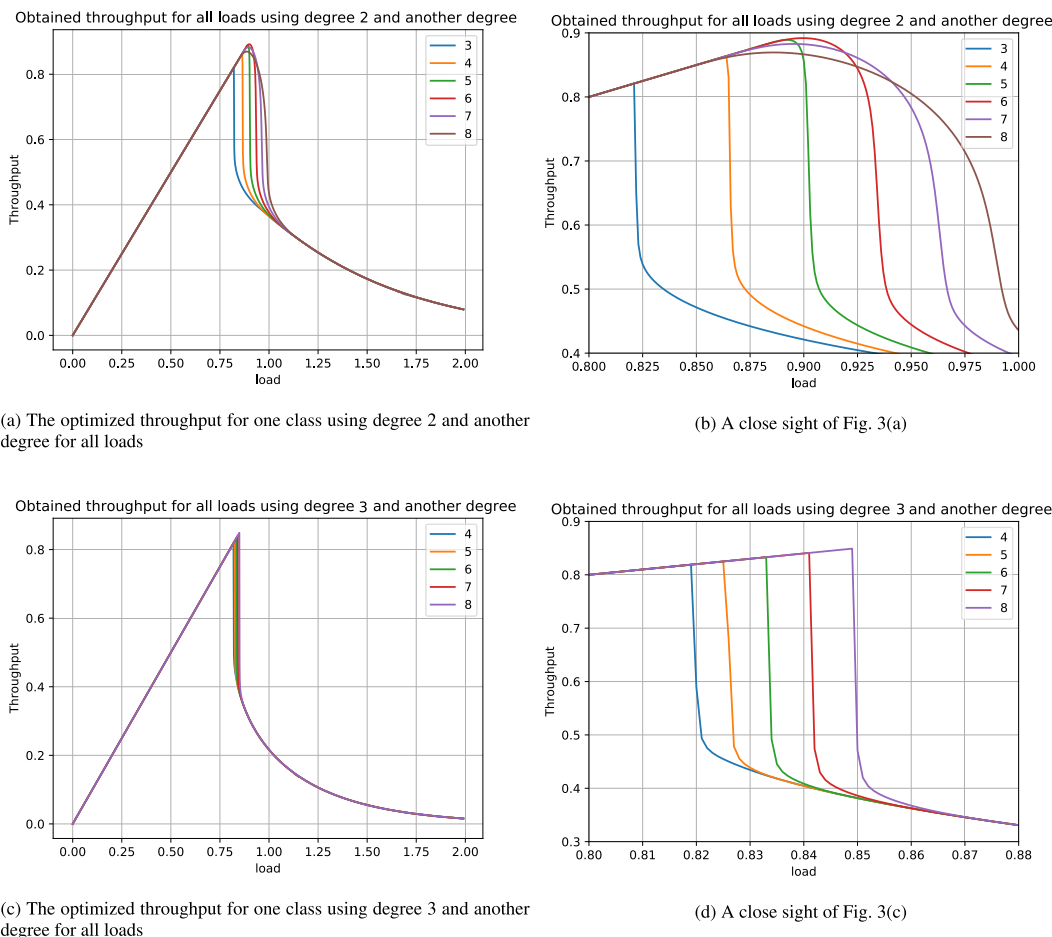 Obtained throughput for all loads using degree 2 and another degree
Throughput
0.8
0.6
0.4
0.2
0.0
0.00 0.25 0.50 0.75 1.00 1.25 1.50 1.75 2.00
load
3
4
5
6
7
8
(a) The optimized throughput for one class using degree 2 and another
degree for all loads
Obtained throughput for all loads using degree 2 and another degree
Throughput
0.9
0.8
0.7
0.6
0.5
0.4
0.800 0.825 0.850 0.875 0.900 0.925 0.950 0.975 1.000
load
3
4
5
6
7
8
(b) A close sight of Fig. 3(a)
Obtained throughput for all loads using degree 3 and another degree
Throughput
0.8
0.6
0.4
0.2
0.0
0.00 0.25 0.50 0.75 1.00 1.25 1.50 1.75 2.00
load
4
5
6
7
8
(c) The optimized throughput for one class using degree 3 and another
degree for all loads
Obtained throughput for all loads using degree 3 and another degree
Throughput
0.9
0.8
0.7
0.6
0.5
0.4
0.3
0.80 0.81 0.82 0.83 0.84 0.85 0.86 0.87 0.88
load
4
5
6
7
8
(d) A close sight of Fig. 3(c)